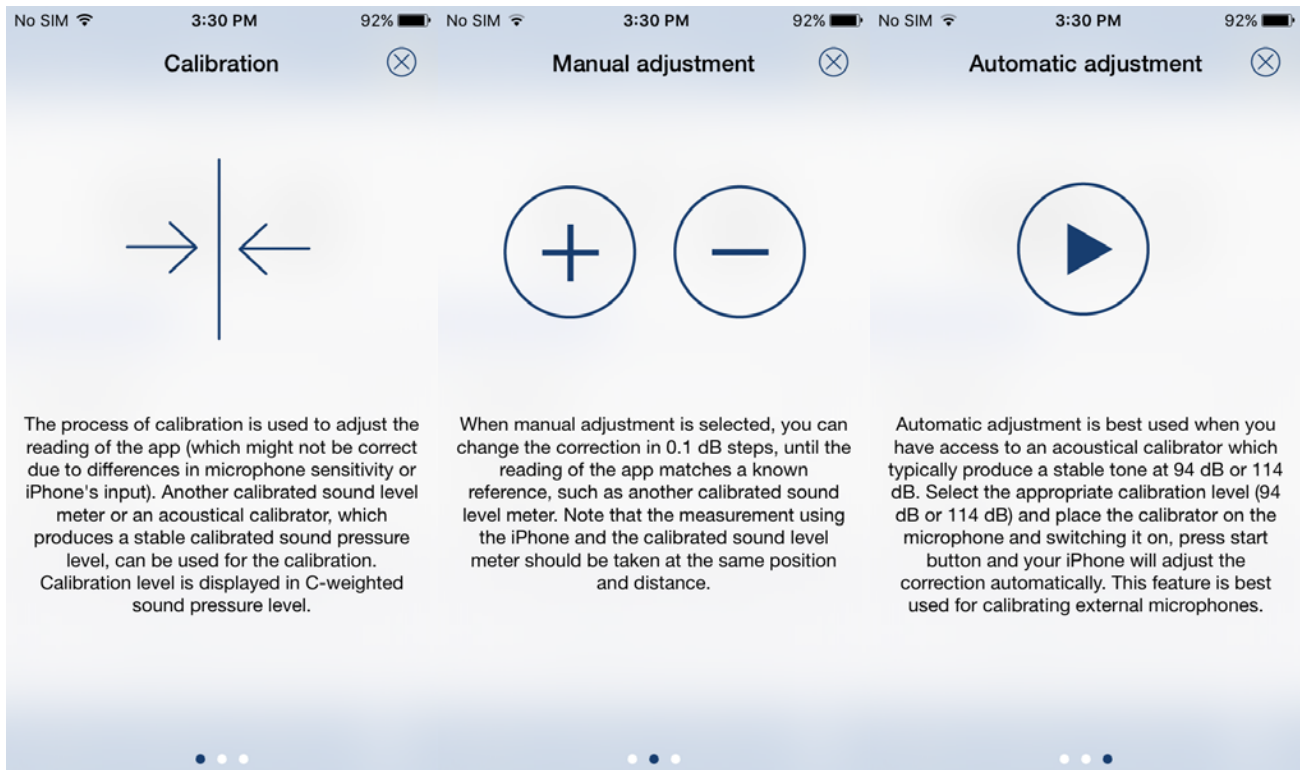 No SIM 3:30 PM 92%
Calibration
The process of calibration is used to adjust the
reading of the app (which might not be correct
due to differences in microphone sensitivity or
iPhone's input). Another calibrated sound level
meter or an acoustical calibrator, which
produces a stable calibrated sound pressure
level, can be used for the calibration.
Calibration level is displayed in C-weighted
sound pressure level.
No SIM 3:30 PM 92%
Manual adjustment
When manual adjustment is selected, you can
change the correction in 0.1 dB steps, until the
reading of the app matches a known
reference, such as another calibrated sound
level meter. Note that the measurement using
the iPhone and the calibrated sound level
meter should be taken at the same position
and distance.
No SIM 3:30 PM 92%
Automatic adjustment
Automatic adjustment is best used when you
have access to an acoustical calibrator which
typically produce a stable tone at 94 dB or 114
dB. Select the appropriate calibration level (94
dB or 114 dB) and place the calibrator on the
microphone and switching it on, press start
button and your iPhone will adjust the
correction automatically. This feature is best
used for calibrating external microphones.